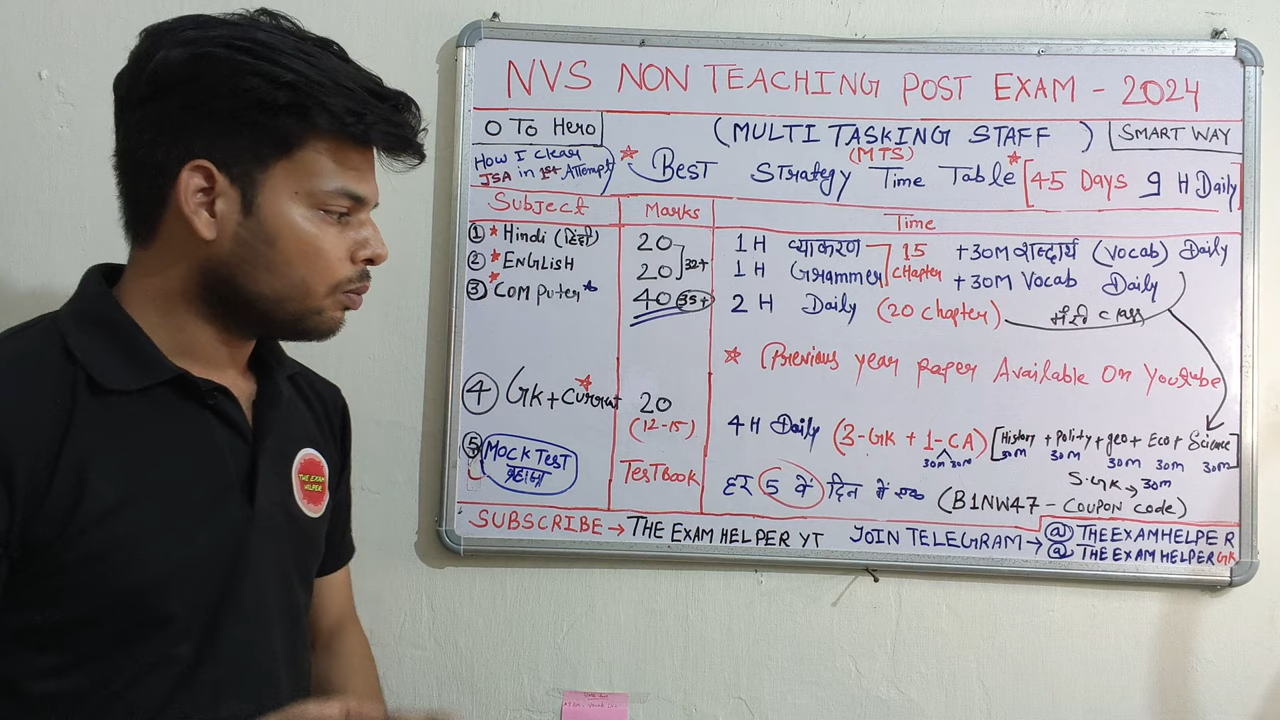 NVS NON TEACHING POST EXAM - 2024
0 To Hero
(MULTI TASKING STAFF)
SMART WAY
How I clear
JSA in 1st Attempt
(MTS)
Best Strategy Time Table [45 Days 9 H Daily]
Subject Marks Time
① Hindi (हिंदी) 20 1 H व्याकरण 15 +30M शब्दार्थ (Vocab) Daily
32+
② ENGLISH 20 1 H Grammer Chapter +30M Vocab Daily
③ Computer 40 35+ 2 H Daily (20 Chapter)
Class
Previous year paper Available On Youtube
④ GK + Current 20 4 H Daily (3-GK + 1-CA) [History + Polity + geo + Eco + Science]
(12-15) 30M 30M 30M 30M 30M 30M 30M
S.GK → 30M
⑤ MOCK TEST TESTBOOK हर 5 वें दिन में एक (B1NW47 - COUPON code)
SUBSCRIBE → THE EXAM HELPER YT JOIN TELEGRAM → @ THEEXAMHELPER
@ THE EXAM HELPER GK
THE EXAM
HELPER